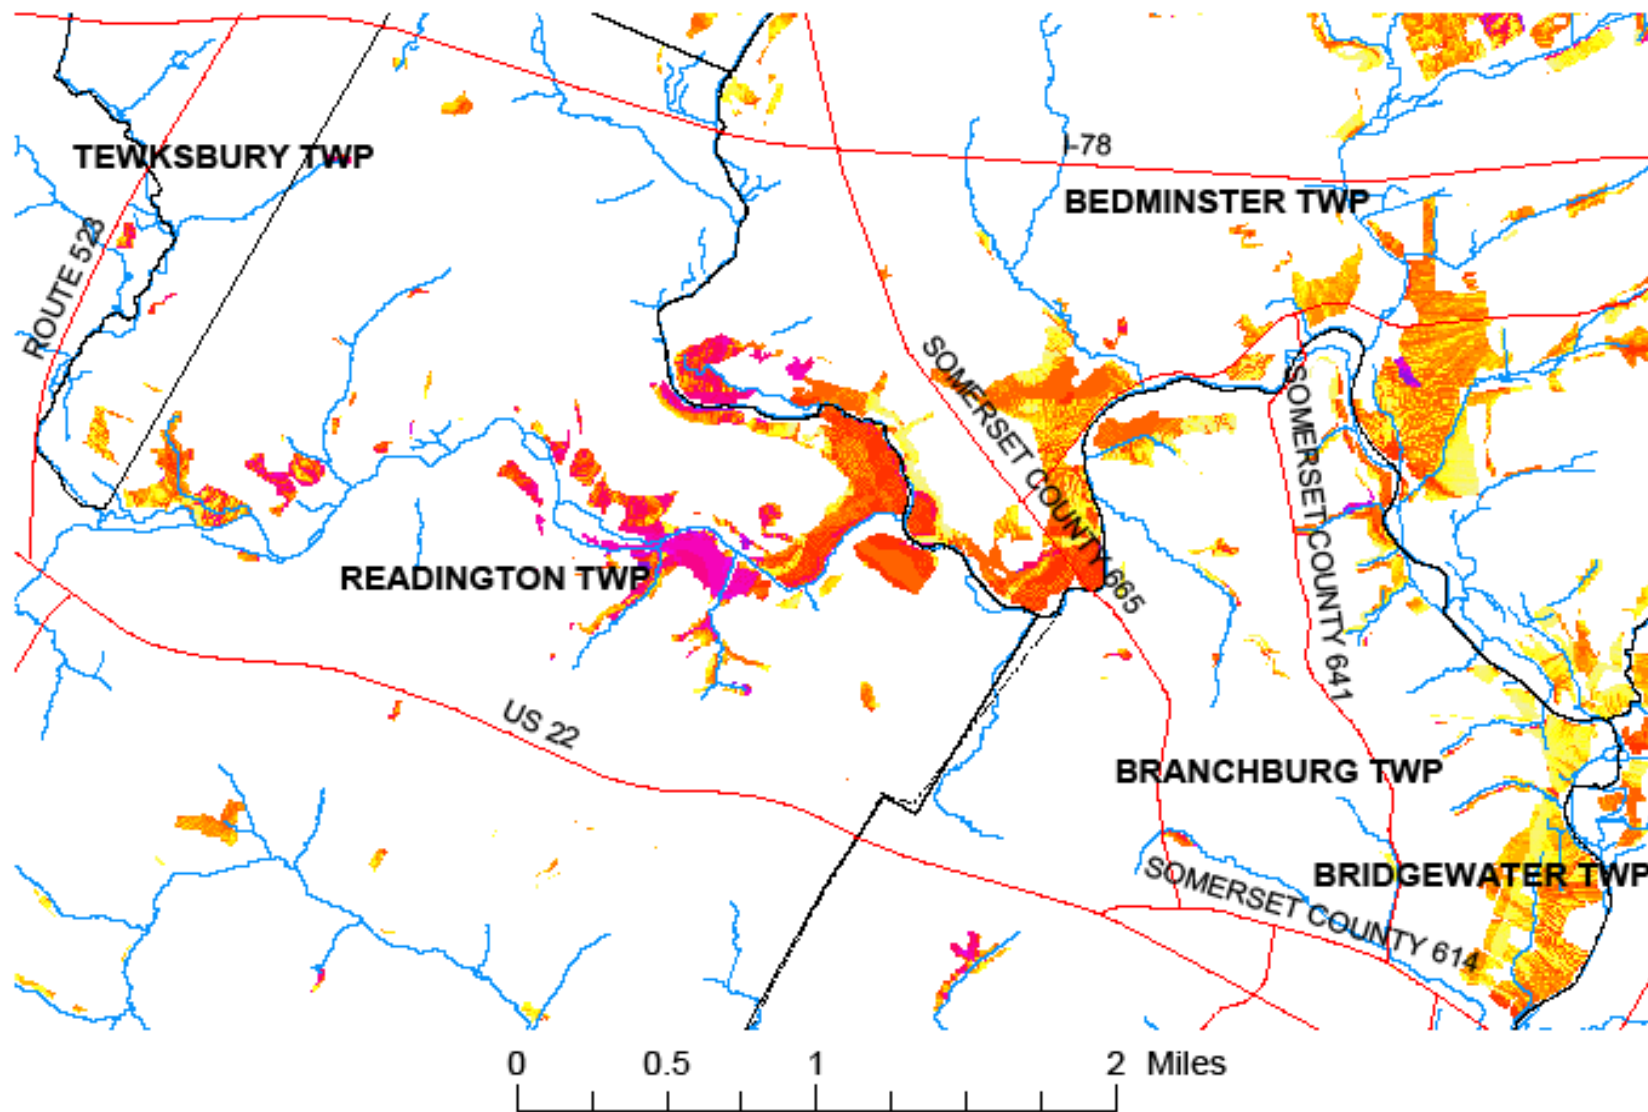 I-78
TEWKSBURY TWP
BEDMINSTER TWP
ROUTE 523
SOMERSET COUNTY 665
SOMERSET COUNTY 641
READINGTON TWP
US 22
BRANCHBURG TWP
BRIDGEWATER TWP
SOMERSET COUNTY 614
0 0.5 1 2 Miles